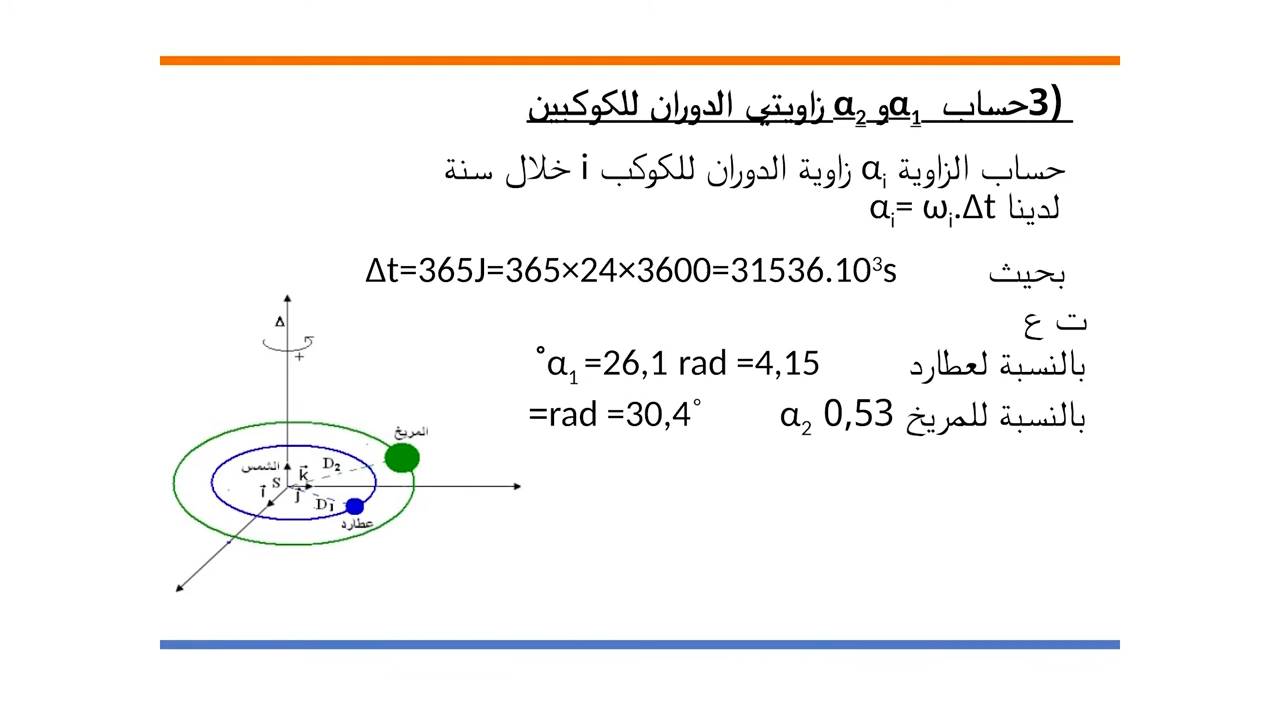 3) حساب α1 و α2 زاويتي الدوران للكوكبين
حساب الزاوية αi زاوية الدوران للكوكب i خلال سنة
لدينا αi= ωi.Δt
بحيث Δt=365J=365×24×3600=31536.10³s
ت ع
بالنسبة لعطارد α1 =26,1 rad =4,15°
بالنسبة للمريخ α2 0,53 =rad =30,4°
Δ
+
المريخ
الشمس
D2
k
S
i
j
D1
عطارد